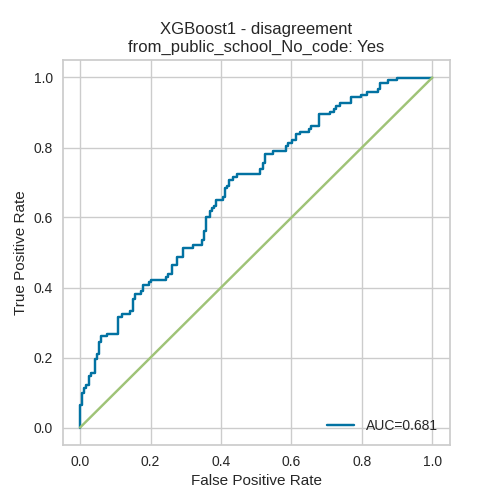 XGBoost1 - disagreement
from_public_school_No_code: Yes
True Positive Rate
1.0
0.8
0.6
0.4
0.2
0.0
AUC=0.681
0.0 0.2 0.4 0.6 0.8 1.0
False Positive Rate